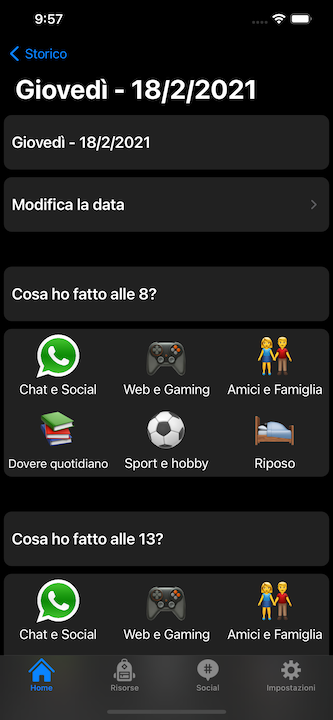 9:57
Storico
Giovedì - 18/2/2021
Giovedì - 18/2/2021
Modifica la data
Cosa ho fatto alle 8?
Chat e Social
Web e Gaming
Amici e Famiglia
Dovere quotidiano
Sport e hobby
Riposo
Cosa ho fatto alle 13?
Chat e Social
Web e Gaming
Amici e Famiglia
Home
Risorse
Social
Impostazioni